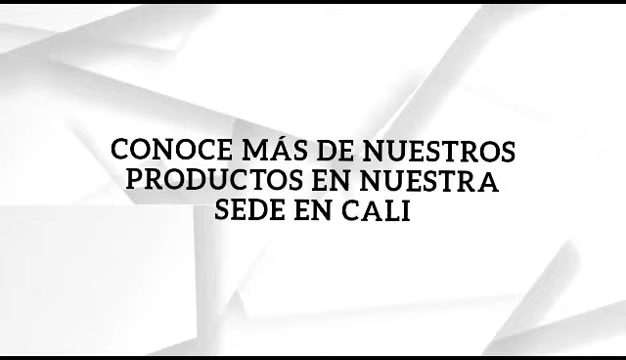 CONOCE MÁS DE NUESTROS
PRODUCTOS EN NUESTRA
SEDE EN CALI